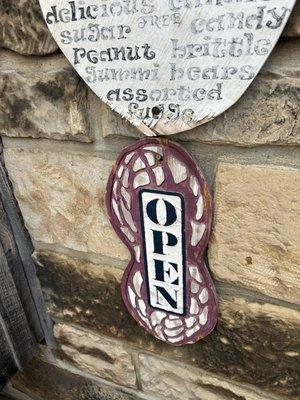 delicious
sugar FREE candy
Peanut brittle
gummi bears
assorted
fudge
OPEN